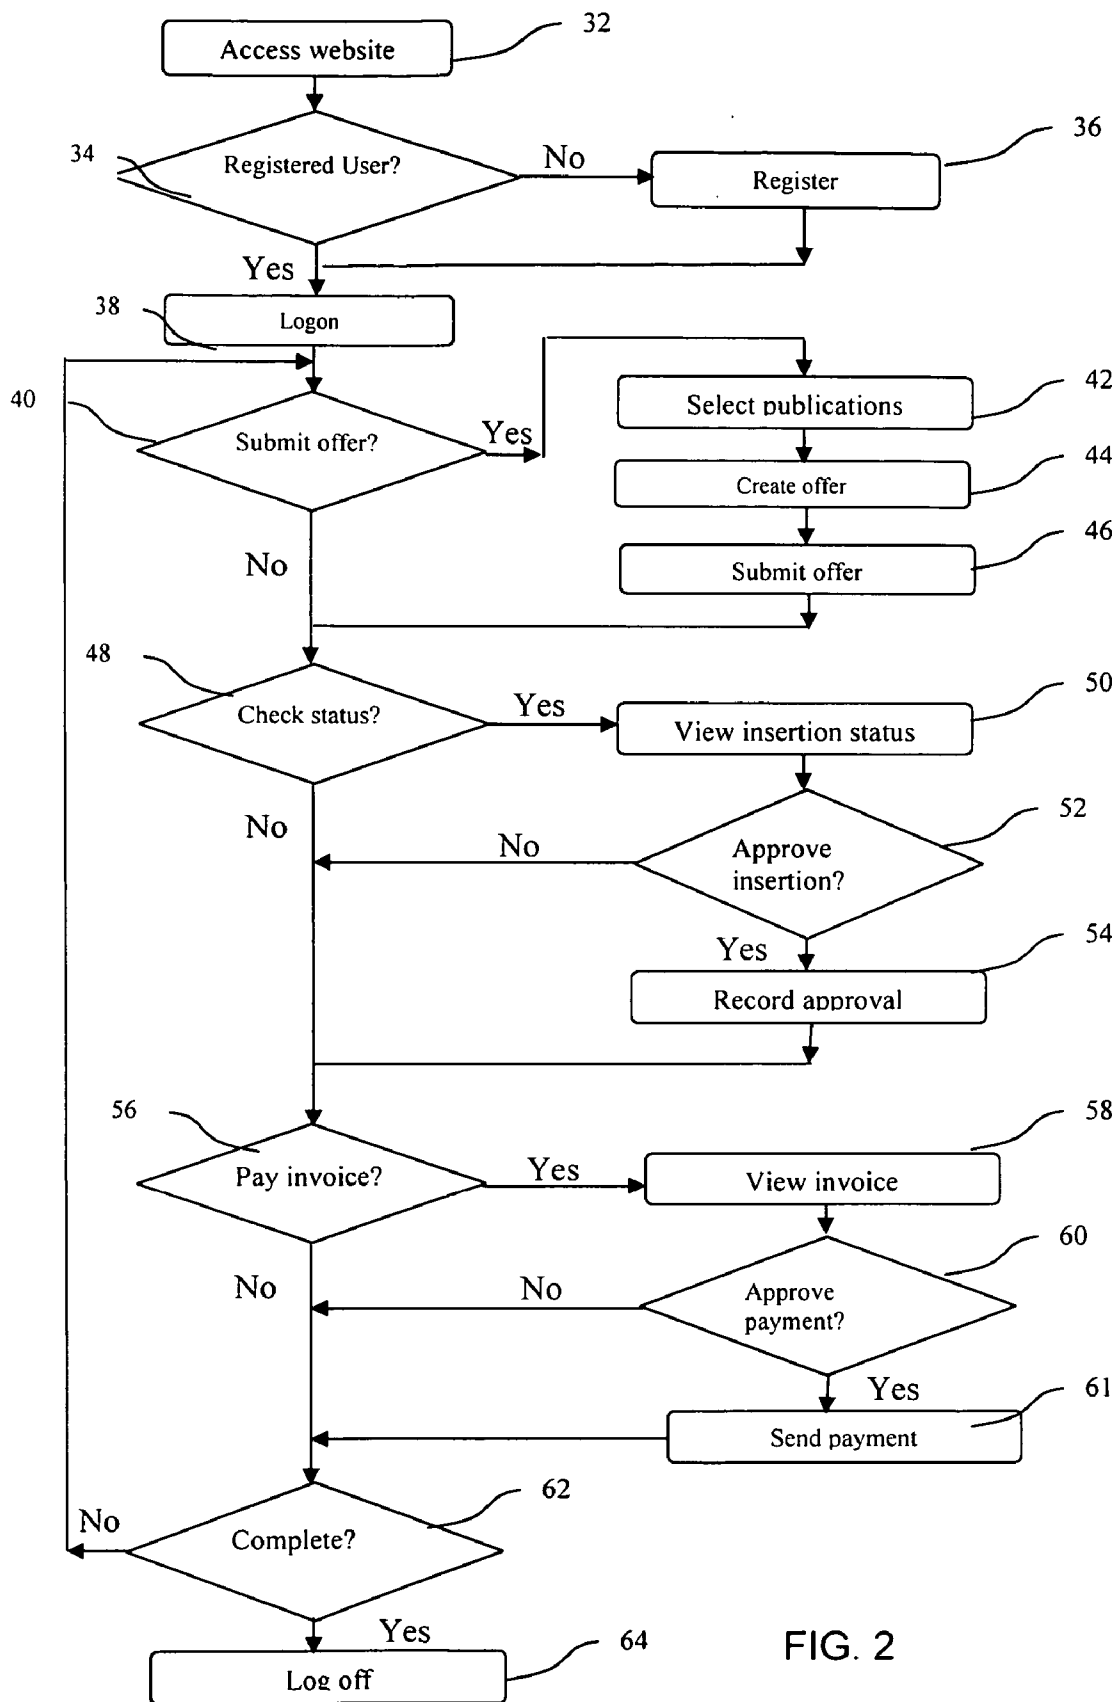 32
Access website
34
Registered User?
No
36
Register
Yes
38
Logon
40
Submit offer?
Yes
42
Select publications
44
Create offer
46
Submit offer
No
48
Check status?
Yes
50
View insertion status
No
52
Approve
insertion?
No
Yes
54
Record approval
56
Pay invoice?
Yes
58
View invoice
No
60
Approve
payment?
No
Yes
61
Send payment
62
Complete?
No
Yes
64
Log off
FIG. 2